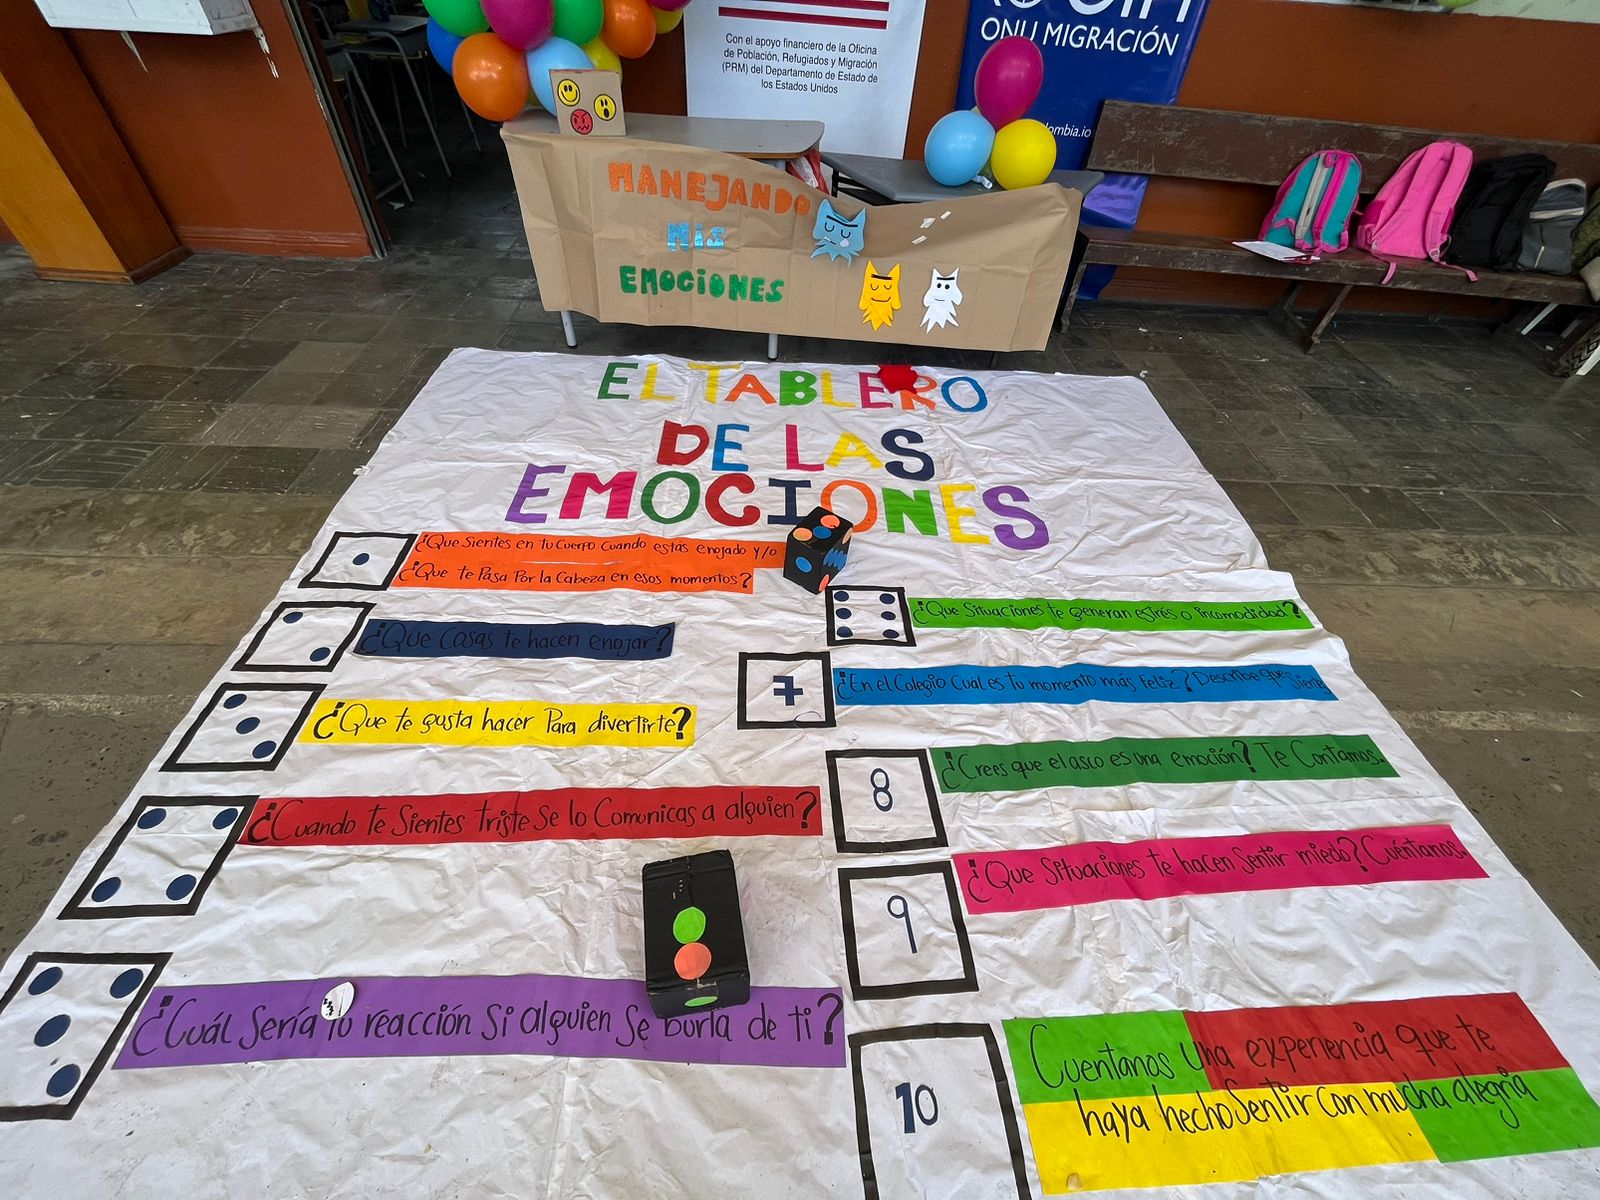 Con el apoyo financiero de la Oficina
de Población, Refugiados y Migración
(PRM) del Departamento de Estado de
los Estados Unidos
ONU MIGRACIÓN
MANEJANDO
Mis
EMOCIONES
EL TABLERO
DE LAS
EMOCIONES
¿Que Sientes en tu Cuerpo Cuando estas enojado y/o
¿Que te Pasa Por la Cabeza en esos momentos?
¿Que Cosas te hacen enojar?
¿Que te gusta hacer Para divertirte?
¿Cuando te Sientes triste Se lo Comunicas a alguien?
¿Cuál Sería tu reacción Si alguien Se burla de ti?
¿Que Situaciones te generan estrés o incomodidad?
7
¿En el Colegio Cual es tu momento más Feliz? Describe que Sientes
8
¿Crees que el asco es una emoción? Te Contamos.
9
¿Que Situaciones te hacen Sentir miedo? Cuéntanos.
10
Cuentanos una experiencia que te
haya hecho Sentir Con mucha alegria